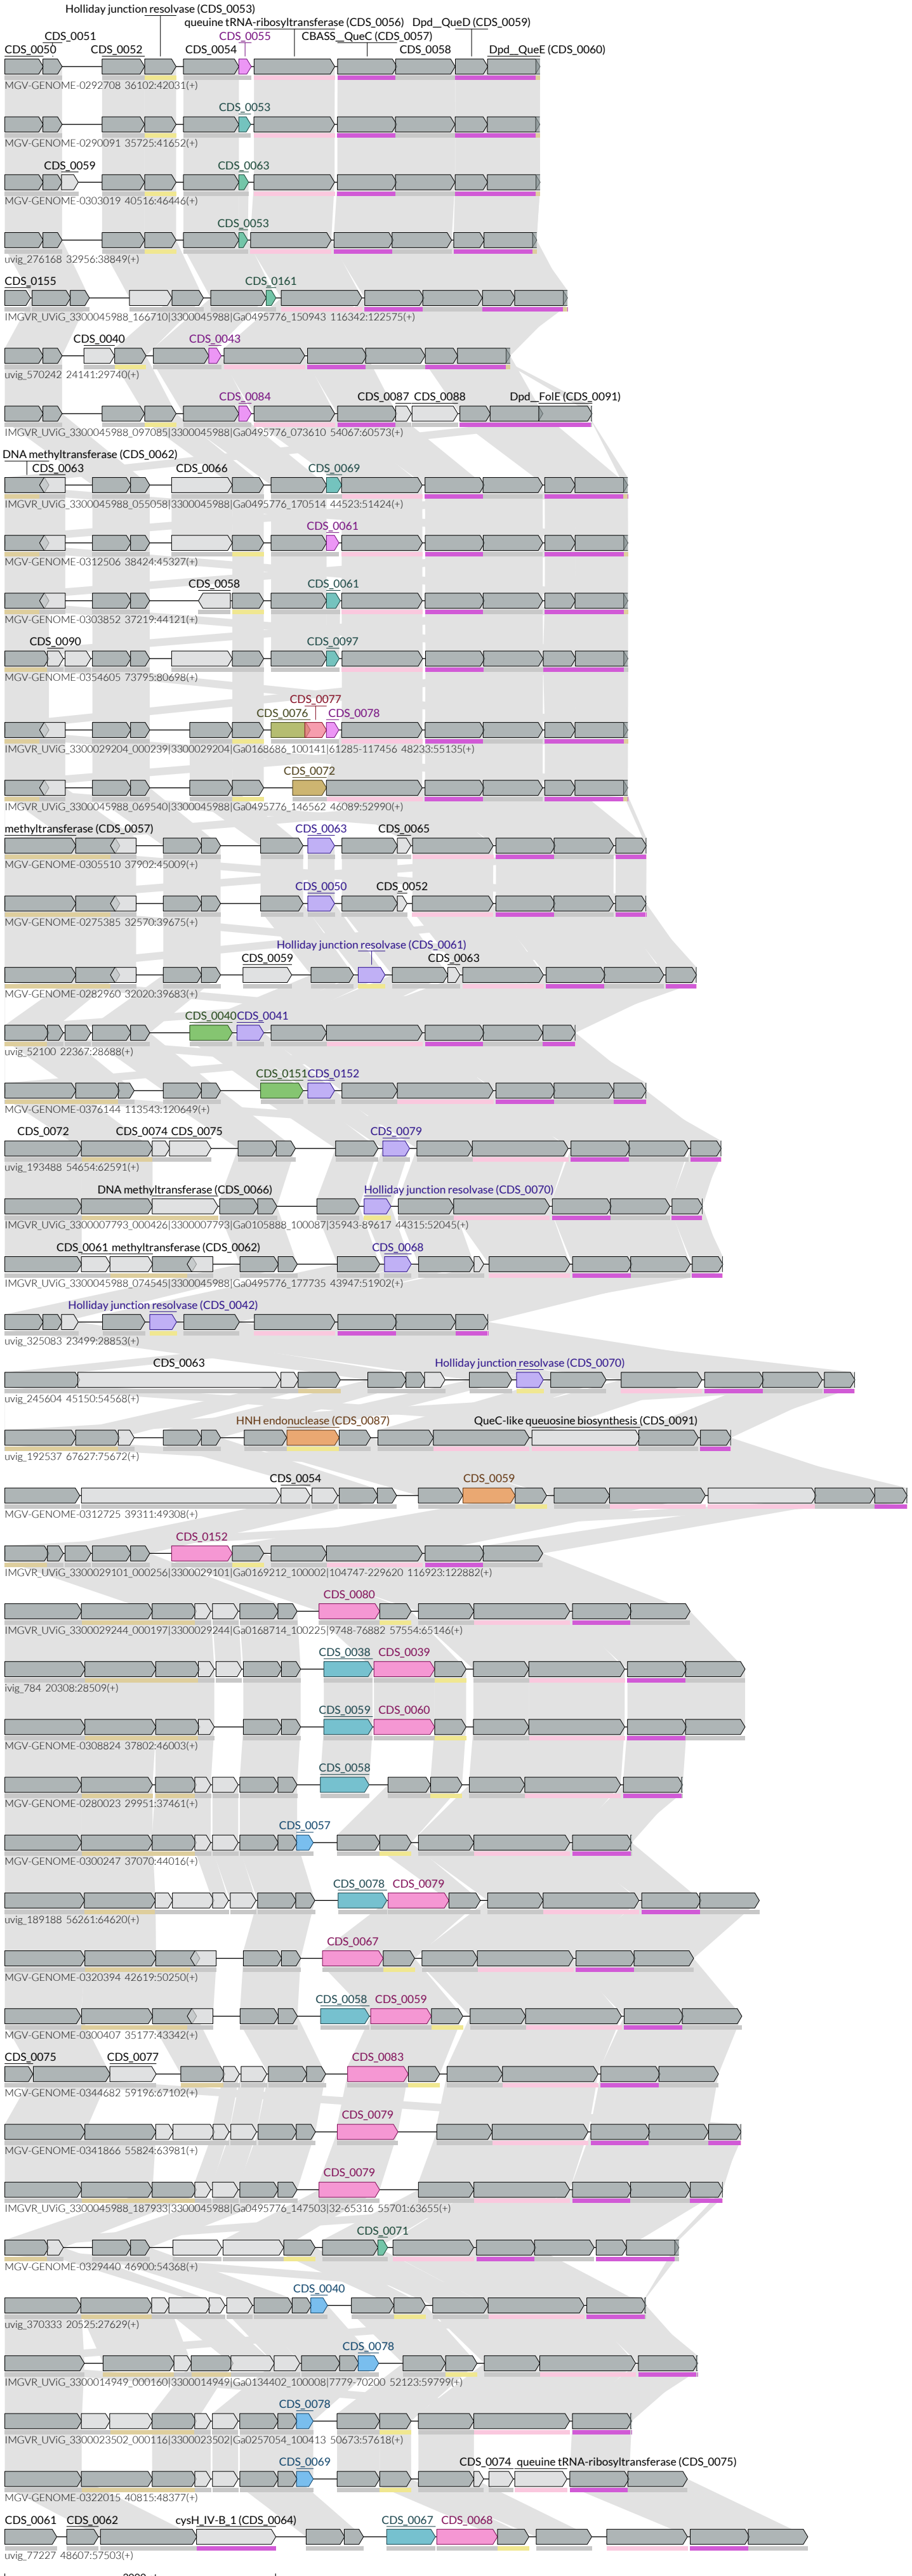 Holliday junction resolvase (CDS_0053)
queuine tRNA-ribosyltransferase (CDS_0056) Dpd__QueD (CDS_0059)
CDS_0051 CDS_0055 CBASS__QueC (CDS_0057)
CDS_0050 CDS_0052 CDS_0054 CDS_0058 Dpd__QueE (CDS_0060)
MGV-GENOME-0292708 36102:42031(+)
CDS_0053
MGV-GENOME-0290091 35725:41652(+)
CDS_0059 CDS_0063
MGV-GENOME-0303019 40516:46446(+)
CDS_0053
uvig_276168 32956:38849(+)
CDS_0155 CDS_0161
IMGVR_UViG_3300045988_166710|3300045988|Ga0495776_150943 116342:122575(+)
CDS_0040 CDS_0043
uvig_570242 24141:29740(+)
CDS_0084 CDS_0087 CDS_0088 Dpd__FolE (CDS_0091)
IMGVR_UViG_3300045988_097085|3300045988|Ga0495776_073610 54067:60573(+)
DNA methyltransferase (CDS_0062)
CDS_0063 CDS_0066 CDS_0069
IMGVR_UViG_3300045988_055058|3300045988|Ga0495776_170514 44523:51424(+)
CDS_0061
MGV-GENOME-0312506 38424:45327(+)
CDS_0058 CDS_0061
MGV-GENOME-0303852 37219:44121(+)
CDS_0090 CDS_0097
MGV-GENOME-0354605 73795:80698(+)
CDS_0077
CDS_0076 CDS_0078
IMGVR_UViG_3300029204_000239|3300029204|Ga0168686_100141|61285-117456 48233:55135(+)
CDS_0072
IMGVR_UViG_3300045988_069540|3300045988|Ga0495776_146562 46089:52990(+)
methyltransferase (CDS_0057) CDS_0063 CDS_0065
MGV-GENOME-0305510 37902:45009(+)
CDS_0050 CDS_0052
MGV-GENOME-0275385 32570:39675(+)
Holliday junction resolvase (CDS_0061)
CDS_0059 CDS_0063
MGV-GENOME-0282960 32020:39683(+)
CDS_0040 CDS_0041
uvig_52100 22367:28688(+)
CDS_0151 CDS_0152
MGV-GENOME-0376144 113543:120649(+)
CDS_0072 CDS_0074 CDS_0075 CDS_0079
uvig_193488 54654:62591(+)
DNA methyltransferase (CDS_0066) Holliday junction resolvase (CDS_0070)
IMGVR_UViG_3300007793_000426|3300007793|Ga0105888_100087|35943-89617 44315:52045(+)
CDS_0061 methyltransferase (CDS_0062) CDS_0068
IMGVR_UViG_3300045988_074545|3300045988|Ga0495776_177735 43947:51902(+)
Holliday junction resolvase (CDS_0042)
uvig_325083 23499:28853(+)
CDS_0063 Holliday junction resolvase (CDS_0070)
uvig_245604 45150:54568(+)
HNH endonuclease (CDS_0087) QueC-like queuosine biosynthesis (CDS_0091)
uvig_192537 67627:75672(+)
CDS_0054 CDS_0059
MGV-GENOME-0312725 39311:49308(+)
CDS_0152
IMGVR_UViG_3300029101_000256|3300029101|Ga0169212_100002|104747-229620 116923:122882(+)
CDS_0080
IMGVR_UViG_3300029244_000197|3300029244|Ga0168714_100225|9748-76882 57554:65146(+)
CDS_0038 CDS_0039
ivig_784 20308:28509(+)
CDS_0059 CDS_0060
MGV-GENOME-0308824 37802:46003(+)
CDS_0058
MGV-GENOME-0280023 29951:37461(+)
CDS_0057
MGV-GENOME-0300247 37070:44016(+)
CDS_0078 CDS_0079
uvig_189188 56261:64620(+)
CDS_0067
MGV-GENOME-0320394 42619:50250(+)
CDS_0058 CDS_0059
MGV-GENOME-0300407 35177:43342(+)
CDS_0075 CDS_0077 CDS_0083
MGV-GENOME-0344682 59196:67102(+)
CDS_0079
MGV-GENOME-0341866 55824:63981(+)
CDS_0079
IMGVR_UViG_3300045988_187933|3300045988|Ga0495776_147503|32-65316 55701:63655(+)
CDS_0071
MGV-GENOME-0329440 46900:54368(+)
CDS_0040
uvig_370333 20525:27629(+)
CDS_0078
IMGVR_UViG_3300014949_000160|3300014949|Ga0134402_100008|7779-70200 52123:59799(+)
CDS_0078
IMGVR_UViG_3300023502_000116|3300023502|Ga0257054_100413 50673:57618(+)
CDS_0069 CDS_0074 queuine tRNA-ribosyltransferase (CDS_0075)
MGV-GENOME-0322015 40815:48377(+)
CDS_0061 CDS_0062 cysH_IV-B_1 (CDS_0064) CDS_0067 CDS_0068
uvig_77227 48607:57503(+)